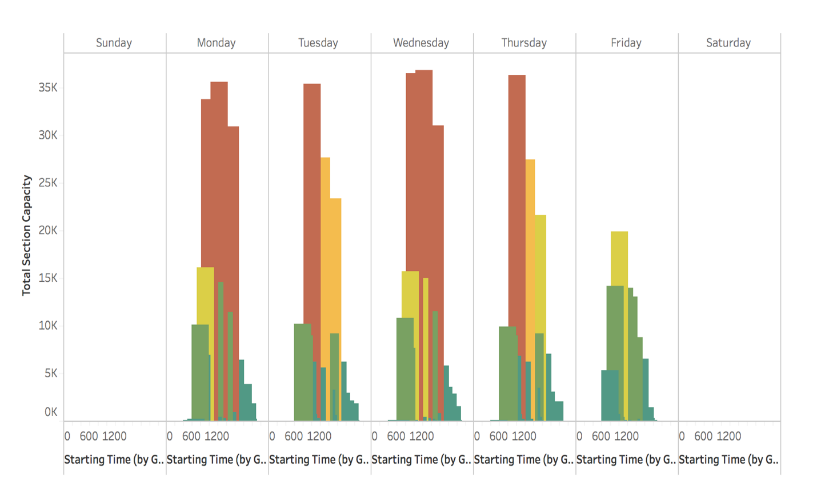 Sunday Monday Tuesday Wednesday Thursday Friday Saturday
Total Section Capacity
35K
30K
25K
20K
15K
10K
5K
0K
0 600 1200 0 600 1200 0 600 1200 0 600 1200 0 600 1200 0 600 1200 0 600 1200
Starting Time (by G.. Starting Time (by G.. Starting Time (by G.. Starting Time (by G.. Starting Time (by G.. Starting Time (by G.. Starting Time (by G..